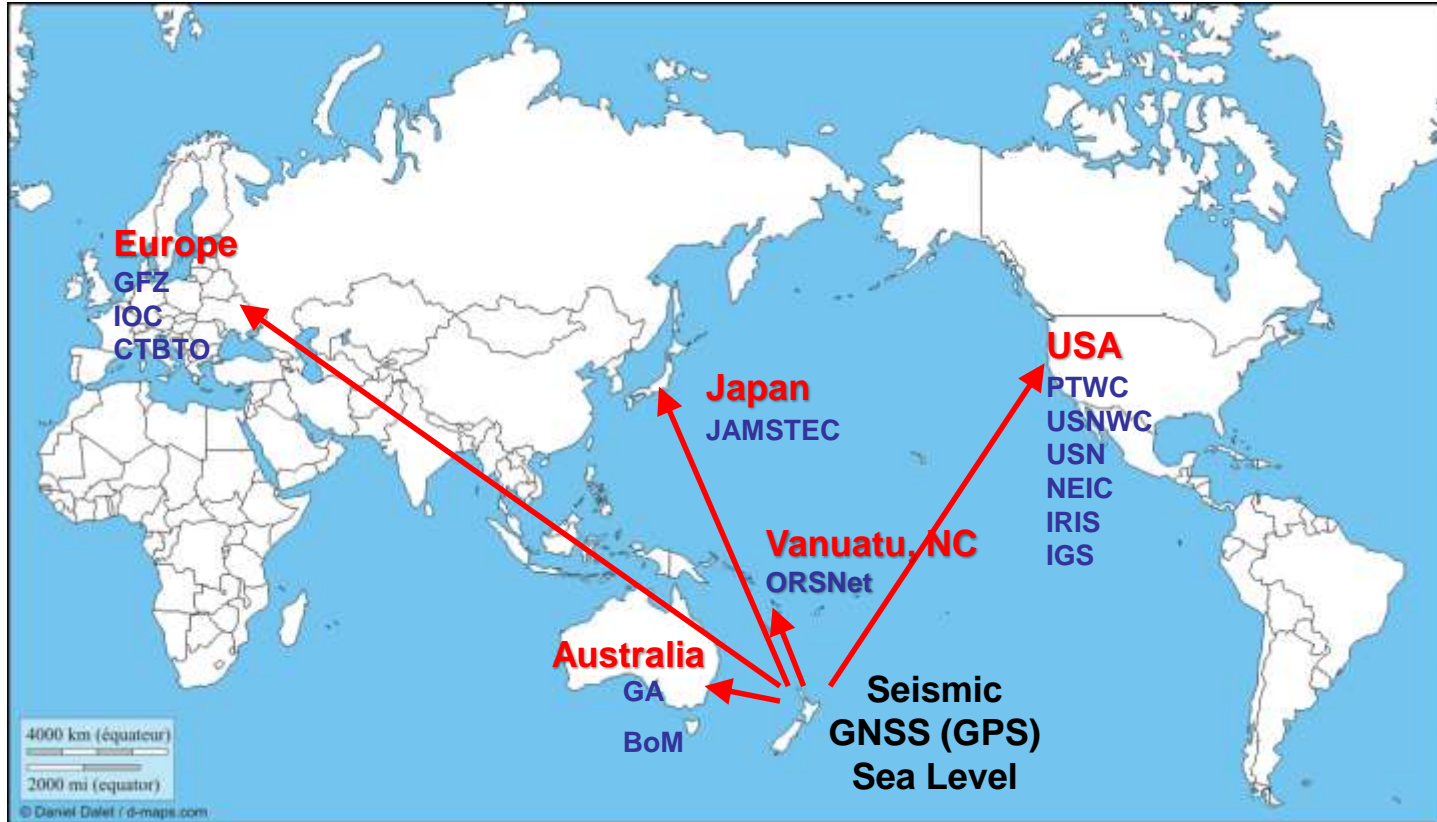 Europe
GFZ
IOC
CTBTO
Japan
JAMSTEC
USA
PTWC
USNWC
USN
NEIC
IRIS
IGS
Vanuatu, NC
ORSNet
Australia
GA
BoM
Seismic
GNSS (GPS)
Sea Level
4000 km (équateur)
2000 mi (equator)
© Daniel Dalet / d-maps.com